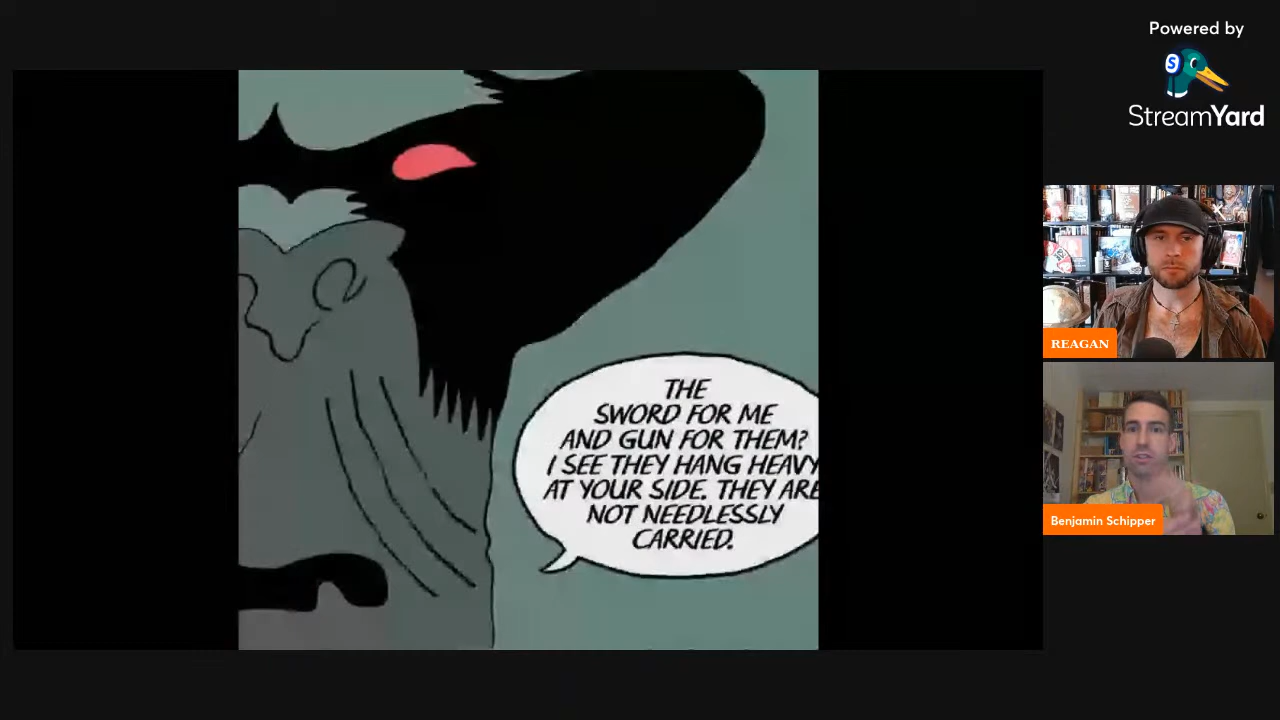 Powered by
StreamYard
THE
SWORD FOR ME
AND GUN FOR THEM?
I SEE THEY HANG HEAVY
AT YOUR SIDE. THEY ARE
NOT NEEDLESSLY
CARRIED.
REAGAN
Benjamin Schipper